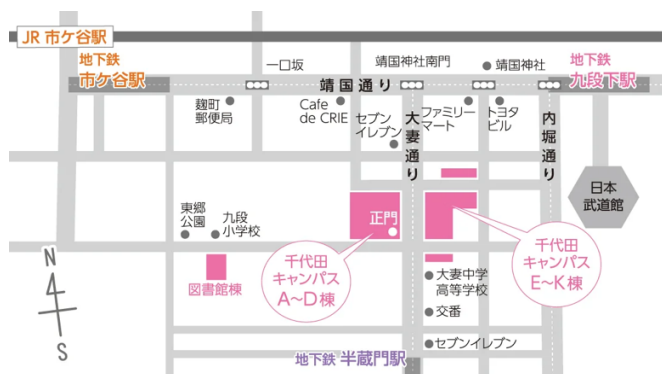 JR 市ケ谷駅
地下鉄
市ケ谷駅
一口坂
靖国神社南門
靖国神社
地下鉄
九段下駅
靖国通り
麹町
郵便局
Cafe
de CRIE
セブン
イレブン
大妻通り
ファミリー
マート
トヨタ
ビル
内堀通り
日本
武道館
東郷
公園
九段
小学校
正門
図書館棟
千代田
キャンパス
A〜D棟
千代田
キャンパス
E〜K棟
大妻中学
高等学校
交番
セブンイレブン
地下鉄 半蔵門駅
N
S